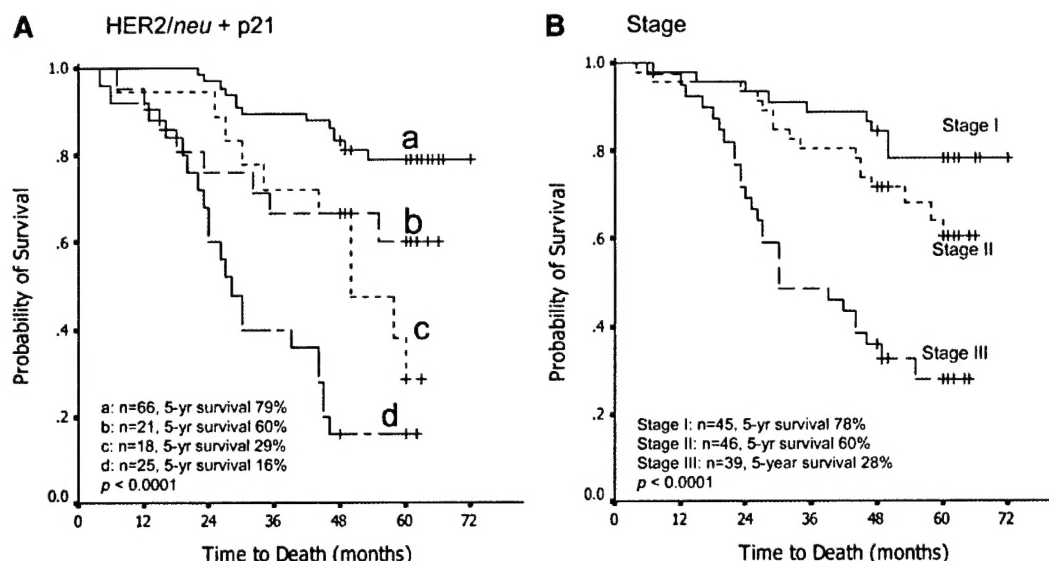 A HER2/neu + p21
1.0
.8
.6
.4
.2
0.0
Probability of Survival
a
b
c
d
a: n=66, 5-yr survival 79%
b: n=21, 5-yr survival 60%
c: n=18, 5-yr survival 29%
d: n=25, 5-yr survival 16%
p < 0.0001
0 12 24 36 48 60 72
Time to Death (months)
B Stage
1.0
.8
.6
.4
.2
0.0
Probability of Survival
Stage I
Stage II
Stage III
Stage I: n=45, 5-yr survival 78%
Stage II: n=46, 5-yr survival 60%
Stage III: n=39, 5-year survival 28%
p < 0.0001
0 12 24 36 48 60 72
Time to Death (months)